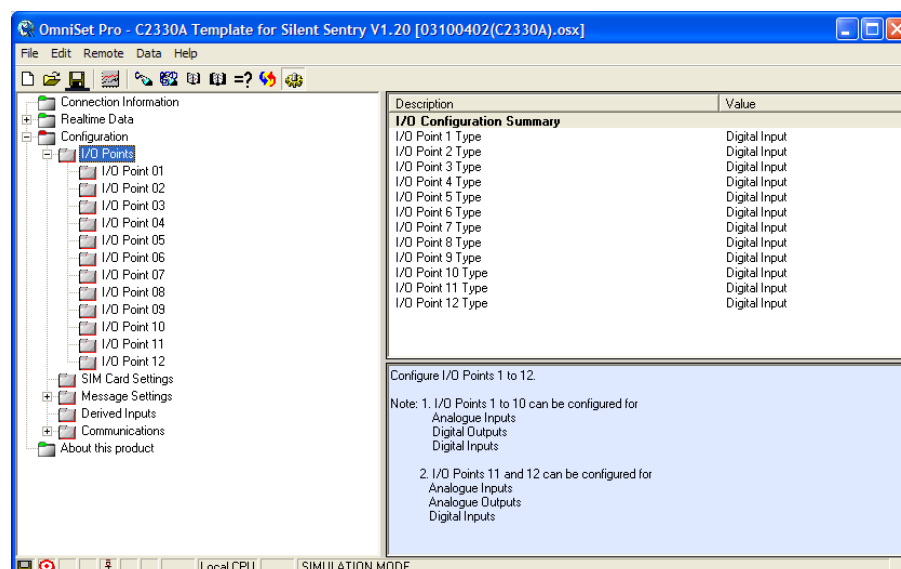 OmniSet Pro - C2330A Template for Silent Sentry V1.20 [03100402(C2330A).osx]
File Edit Remote Data Help
=?
Connection Information
Realtime Data
Configuration
I/O Points
I/O Point 01
I/O Point 02
I/O Point 03
I/O Point 04
I/O Point 05
I/O Point 06
I/O Point 07
I/O Point 08
I/O Point 09
I/O Point 10
I/O Point 11
I/O Point 12
SIM Card Settings
Message Settings
Derived Inputs
Communications
About this product
Description Value
I/O Configuration Summary
I/O Point 1 Type Digital Input
I/O Point 2 Type Digital Input
I/O Point 3 Type Digital Input
I/O Point 4 Type Digital Input
I/O Point 5 Type Digital Input
I/O Point 6 Type Digital Input
I/O Point 7 Type Digital Input
I/O Point 8 Type Digital Input
I/O Point 9 Type Digital Input
I/O Point 10 Type Digital Input
I/O Point 11 Type Digital Input
I/O Point 12 Type Digital Input
Configure I/O Points 1 to 12.
Note: 1. I/O Points 1 to 10 can be configured for
Analogue Inputs
Digital Outputs
Digital Inputs
2. I/O Points 11 and 12 can be configured for
Analogue Inputs
Analogue Outputs
Digital Inputs
Local CPU SIMULATION MODE